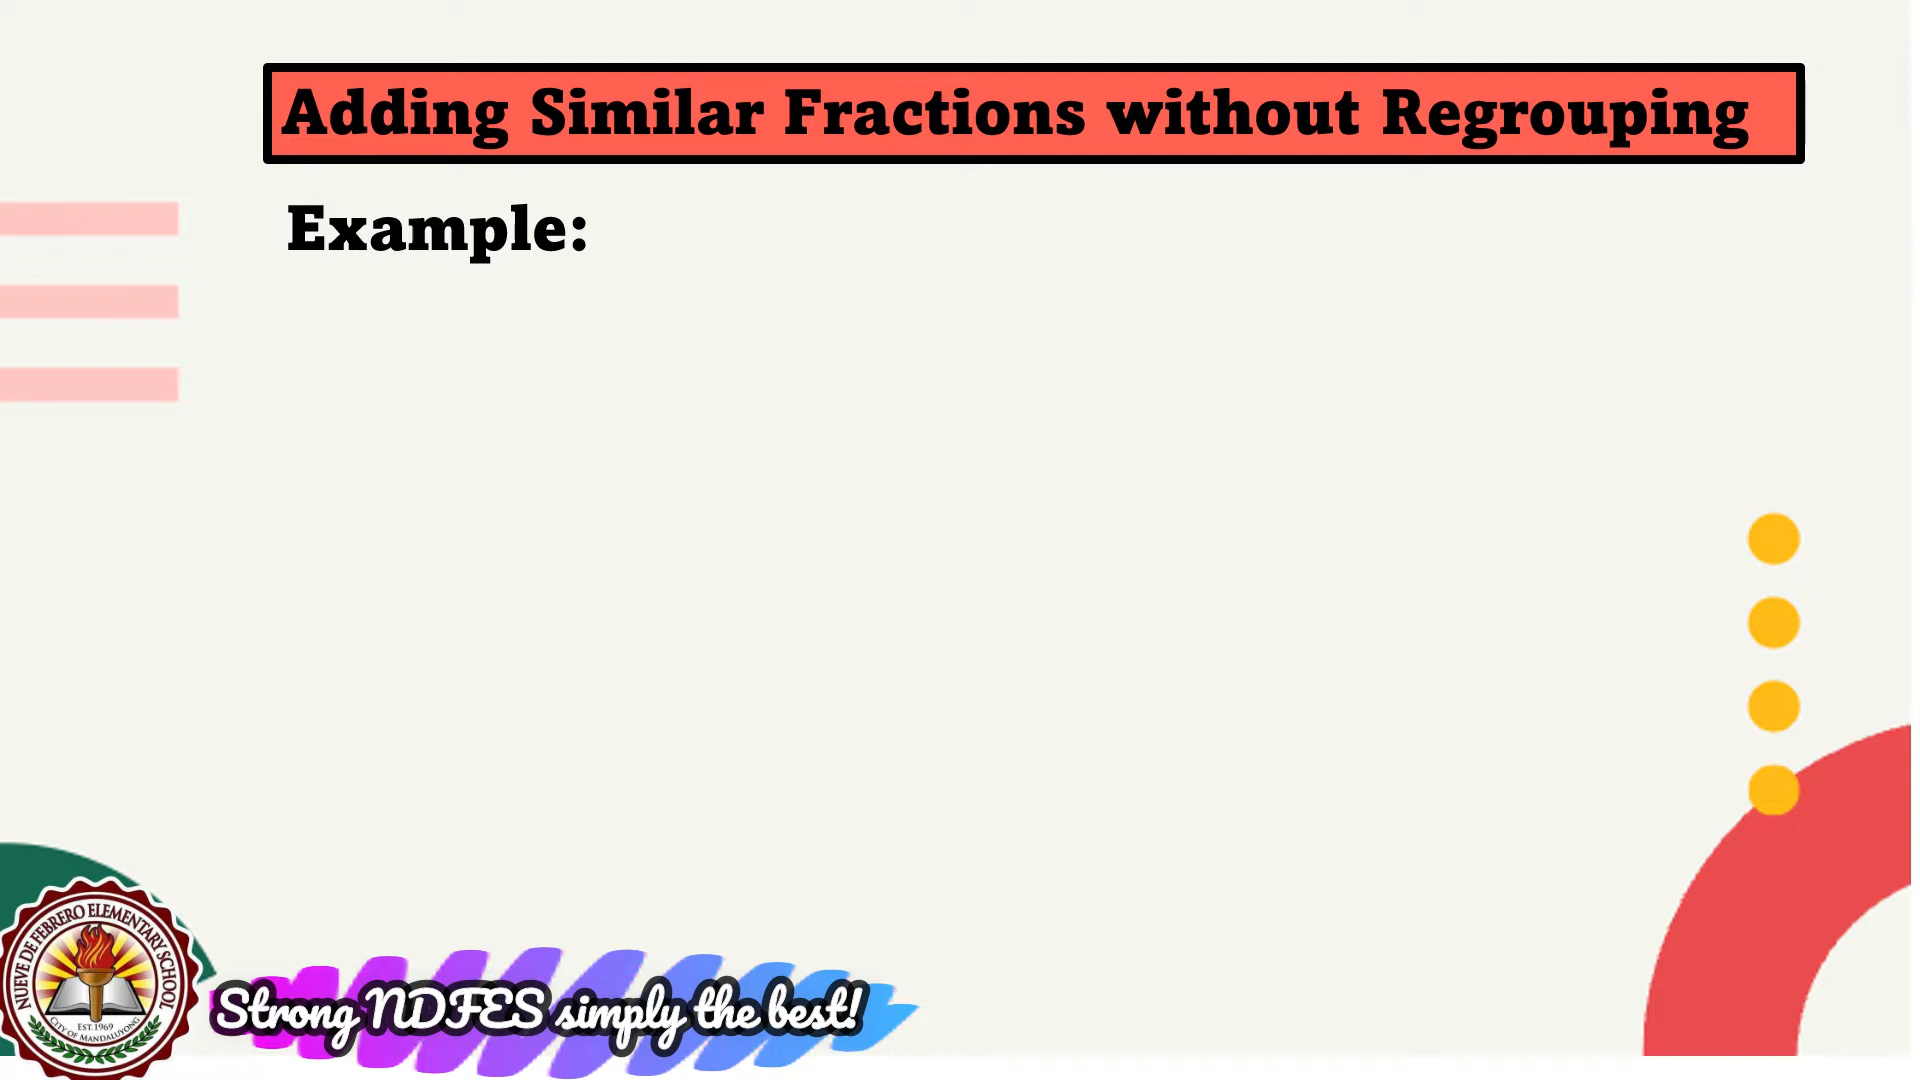 Adding Similar Fractions without Regrouping
Example:
NUEVE DE FEBRERO ELEMENTARY SCHOOL
EST. 1969
CITY OF MANDALUYONG
Strong NDFES simply the best!